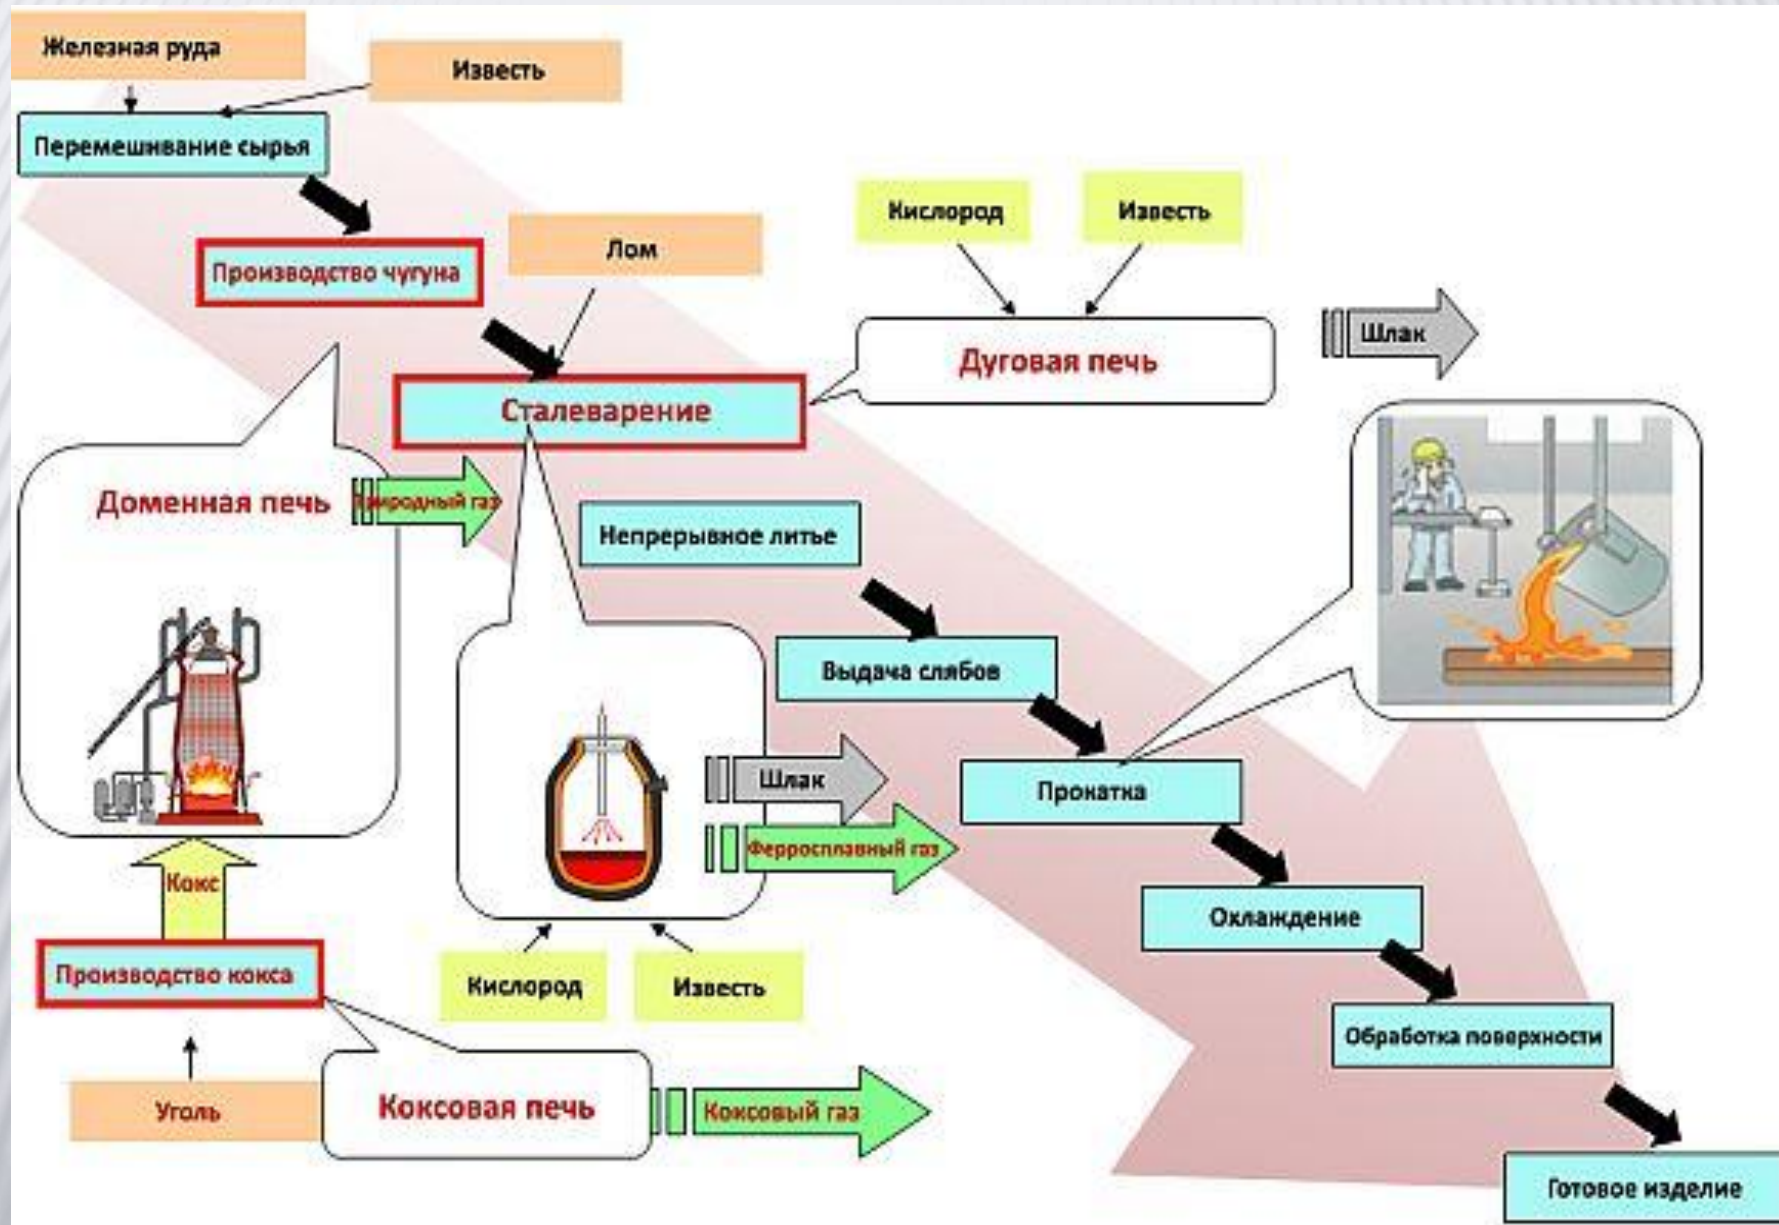 Железная руда
Известь
Перемешивание сырья
Кислород
Известь
Лом
Производство чугуна
Шлак
Дуговая печь
Сталеварение
Доменная печь
Природный газ
Непрерывное литье
Выдача слябов
Шлак
Прокатка
Ферросплавный газ
Кокс
Охлаждение
Производство кокса
Кислород
Известь
Обработка поверхности
Уголь
Коксовая печь
Коксовый газ
Готовое изделие